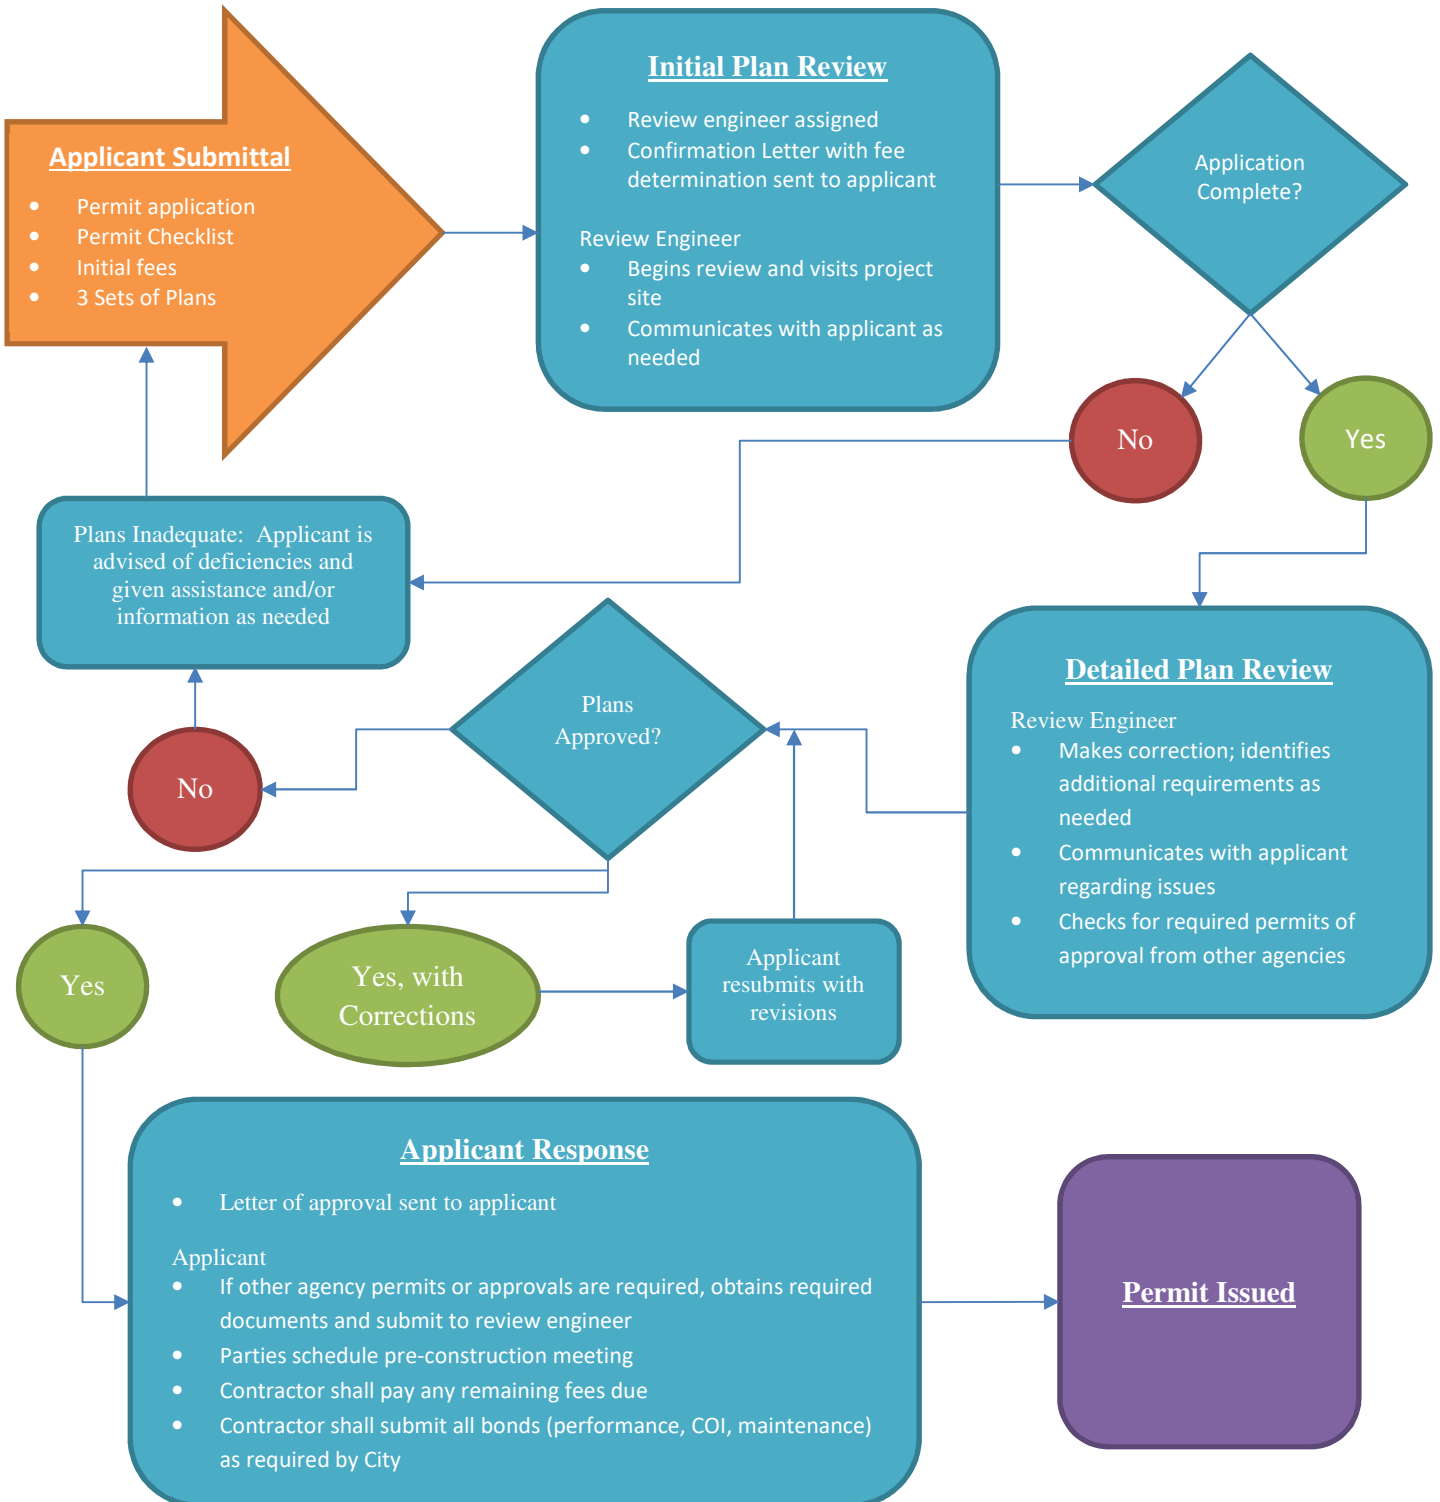 Applicant Submittal
• Permit application
• Permit Checklist
• Initial fees
• 3 Sets of Plans
Initial Plan Review
• Review engineer assigned
• Confirmation Letter with fee
determination sent to applicant
Review Engineer
• Begins review and visits project
site
• Communicates with applicant as
needed
Application
Complete?
No
Yes
Plans Inadequate: Applicant is
advised of deficiencies and
given assistance and/or
information as needed
Detailed Plan Review
Review Engineer
• Makes correction; identifies
additional requirements as
needed
• Communicates with applicant
regarding issues
• Checks for required permits of
approval from other agencies
Plans
Approved?
No
Yes
Yes, with
Corrections
Applicant
resubmits with
revisions
Applicant Response
• Letter of approval sent to applicant
Applicant
• If other agency permits or approvals are required, obtains required
documents and submit to review engineer
• Parties schedule pre-construction meeting
• Contractor shall pay any remaining fees due
• Contractor shall submit all bonds (performance, COI, maintenance)
as required by City
Permit Issued